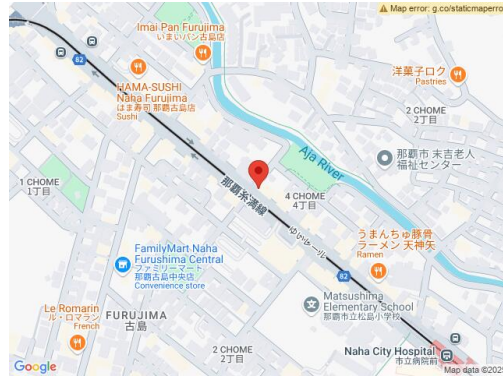 Map error: g.co/staticmaperro
Imai Pan Furujima
いまいパン古島店
82
HAMA-SUSHI
Naha Furujima
はま寿司 那覇古島店
Sushi
洋菓子ロク
Pastries
2 CHOME
2丁目
Aja River
那覇市 末吉老人
福祉センター
1 CHOME
1丁目
那覇糸満線
4 CHOME
4丁目
ゆいレール
うまんちゅ豚骨
ラーメン 天神矢
Ramen
FamilyMart Naha
Furushima Central
ファミリーマート
那覇古島中央店
Convenience store
82
Matsushima
Elementary School
那覇市立松島小学校
Le Romarin
ル・ロマラン
French
FURUJIMA
古島
2 CHOME
2丁目
Naha City Hospital
市立病院前
Google
Map data ©202